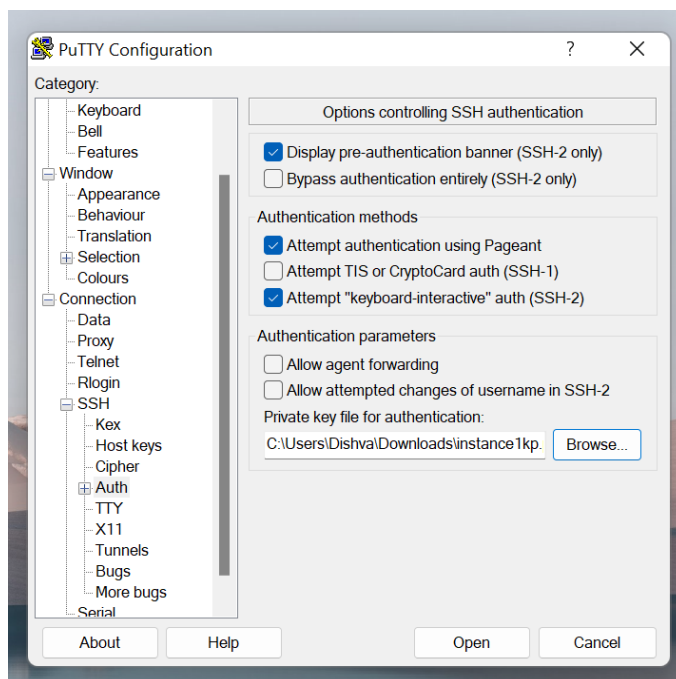 PuTTY Configuration
?
Category:
Keyboard
Bell
Features
Window
Appearance
Behaviour
Translation
Selection
Colours
Connection
Data
Proxy
Telnet
Rlogin
SSH
Kex
Host keys
Cipher
Auth
TTY
X11
Tunnels
Bugs
More bugs
Serial
Options controlling SSH authentication
Display pre-authentication banner (SSH-2 only)
Bypass authentication entirely (SSH-2 only)
Authentication methods
Attempt authentication using Pageant
Attempt TIS or CryptoCard auth (SSH-1)
Attempt "keyboard-interactive" auth (SSH-2)
Authentication parameters
Allow agent forwarding
Allow attempted changes of username in SSH-2
Private key file for authentication:
C:\Users\Dishva\Downloads\instance1kp. Browse...
About Help Open Cancel